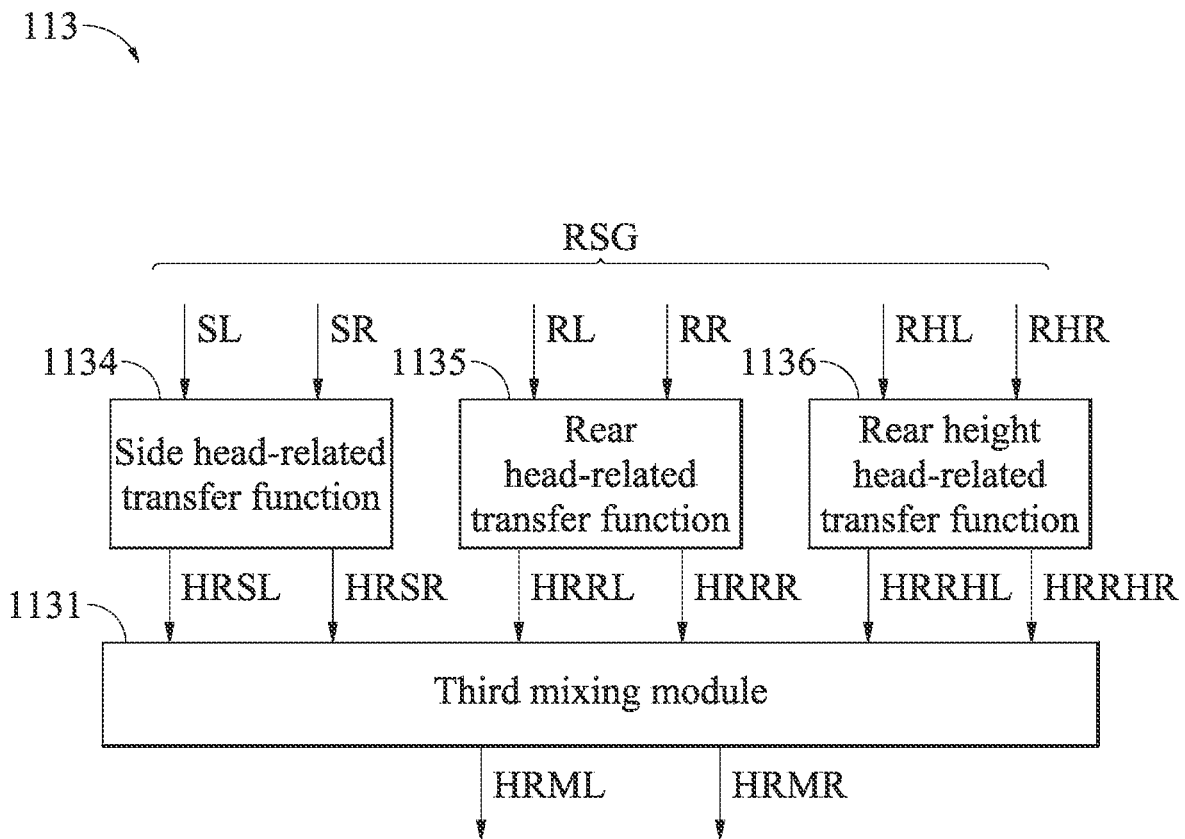 113
RSG
SL SR RL RR RHL RHR
1134 1135 1136
Side head-related
transfer function
Rear
head-related
transfer function
Rear height
head-related
transfer function
HRSL HRSR HRRL HRRR HRRHL HRRHR
1131
Third mixing module
HRML HRMR